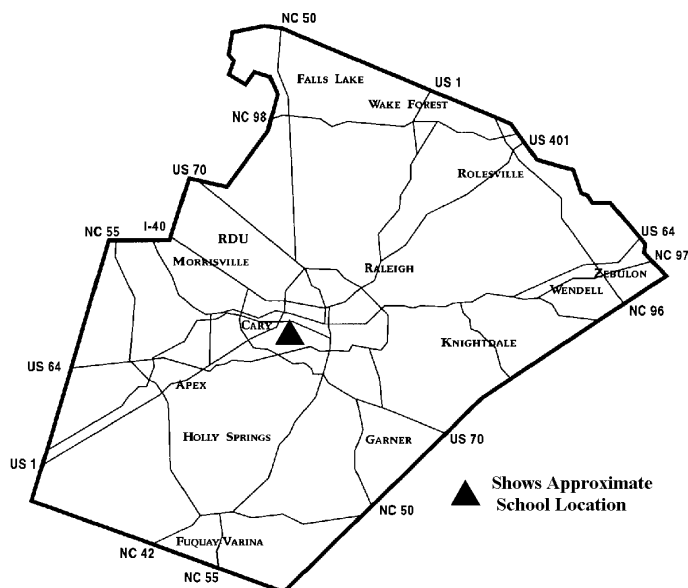 NC 50
FALLS LAKE
US 1
WAKE FOREST
NC 98
US 401
US 70
ROLESVILLE
NC 55
I-40
RDU
US 64
MORRISVILLE
RALEIGH
NC 97
ZEBULON
WENDELL
NC 96
CARY
KNIGHTDALE
US 64
APEX
HOLLY SPRINGS
GARNER
US 70
US 1
Shows Approximate
School Location
NC 50
FUQUAY-VARINA
NC 42
NC 55